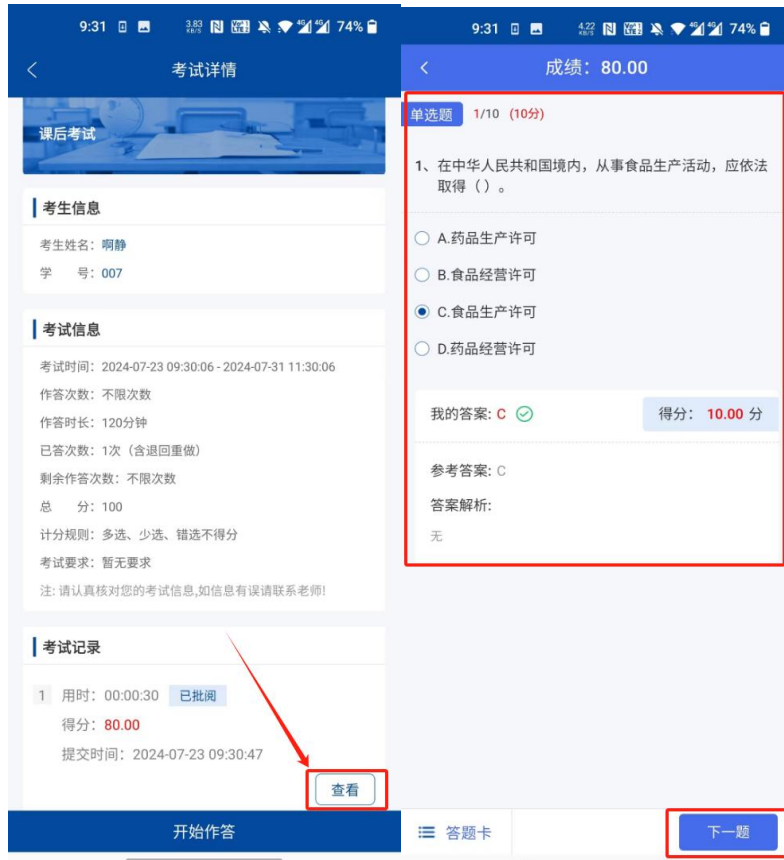 9:31
3.83 KB/S
4G 4G 74%
考试详情
课后考试
考生信息
考生姓名：啊静
学 号：007
考试信息
考试时间：2024-07-23 09:30:06 - 2024-07-31 11:30:06
作答次数：不限次数
作答时长：120分钟
已答次数：1次（含退回重做）
剩余作答次数：不限次数
总 分：100
计分规则：多选、少选、错选不得分
考试要求：暂无要求
注: 请认真核对您的考试信息,如信息有误请联系老师!
考试记录
1 用时：00:00:30 已批阅
得分：80.00
提交时间：2024-07-23 09:30:47
查看
开始作答
9:31
4.22 KB/S
4G 4G 74%
成绩：80.00
单选题 1/10 (10分)
1、在中华人民共和国境内，从事食品生产活动，应依法
取得（ ）。
A.药品生产许可
B.食品经营许可
C.食品生产许可
D.药品经营许可
我的答案: C 得分： 10.00 分
参考答案: C
答案解析:
无
答题卡 下一题